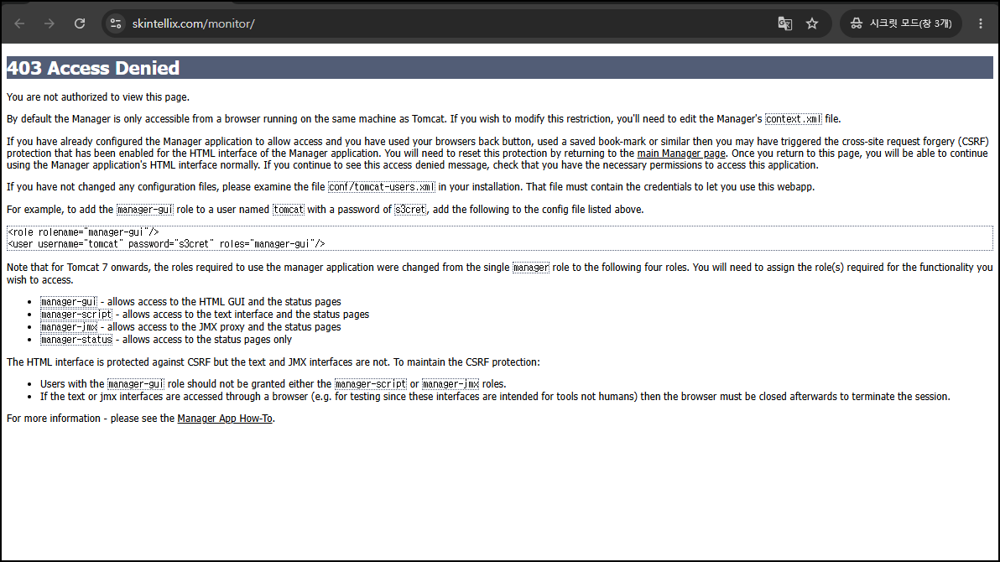 skintellix.com/monitor/
시크릿 모드(창 3개)
403 Access Denied
You are not authorized to view this page.
By default the Manager is only accessible from a browser running on the same machine as Tomcat. If you wish to modify this restriction, you'll need to edit the Manager's context.xml file.
If you have already configured the Manager application to allow access and you have used your browsers back button, used a saved book-mark or similar then you may have triggered the cross-site request forgery (CSRF)
protection that has been enabled for the HTML interface of the Manager application. You will need to reset this protection by returning to the main Manager page. Once you return to this page, you will be able to continue
using the Manager application's HTML interface normally. If you continue to see this access denied message, check that you have the necessary permissions to access this application.
If you have not changed any configuration files, please examine the file conf/tomcat-users.xml in your installation. That file must contain the credentials to let you use this webapp.
For example, to add the manager-gui role to a user named tomcat with a password of s3cret, add the following to the config file listed above.
<role rolename="manager-gui"/>
<user username="tomcat" password="s3cret" roles="manager-gui"/>
Note that for Tomcat 7 onwards, the roles required to use the manager application were changed from the single manager role to the following four roles. You will need to assign the role(s) required for the functionality you
wish to access.
• manager-gui - allows access to the HTML GUI and the status pages
• manager-script - allows access to the text interface and the status pages
• manager-jmx - allows access to the JMX proxy and the status pages
• manager-status - allows access to the status pages only
The HTML interface is protected against CSRF but the text and JMX interfaces are not. To maintain the CSRF protection:
• Users with the manager-gui role should not be granted either the manager-script or manager-jmx roles.
• If the text or jmx interfaces are accessed through a browser (e.g. for testing since these interfaces are intended for tools not humans) then the browser must be closed afterwards to terminate the session.
For more information - please see the Manager App How-To.